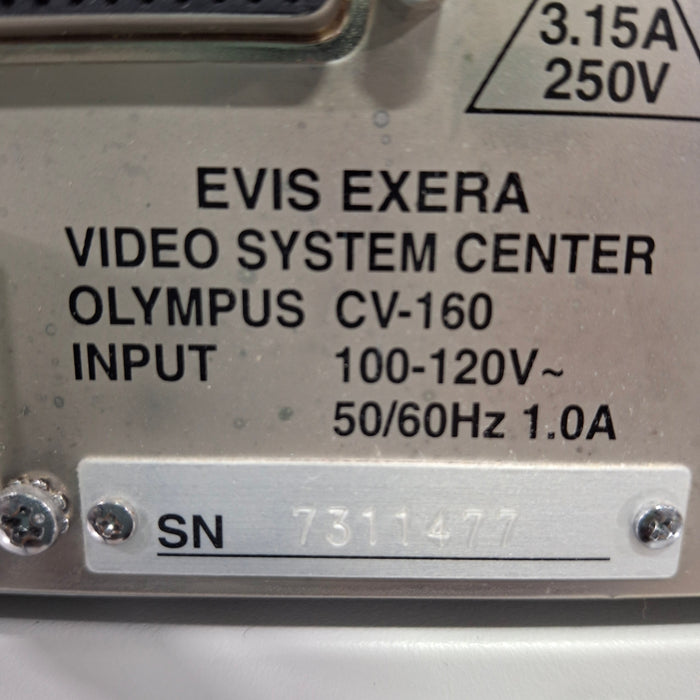 3.15A
250V
EVIS EXERA
VIDEO SYSTEM CENTER
OLYMPUS CV-160
INPUT 100-120V~
50/60Hz 1.0A
SN 7311477